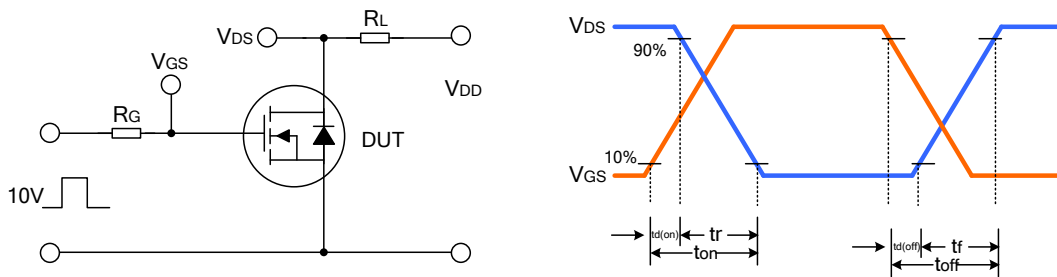 RL
VDS
VGS
VDD
RG
DUT
10V
VDS
90%
10%
VGS
td(on) tr
ton
td(off) tf
toff